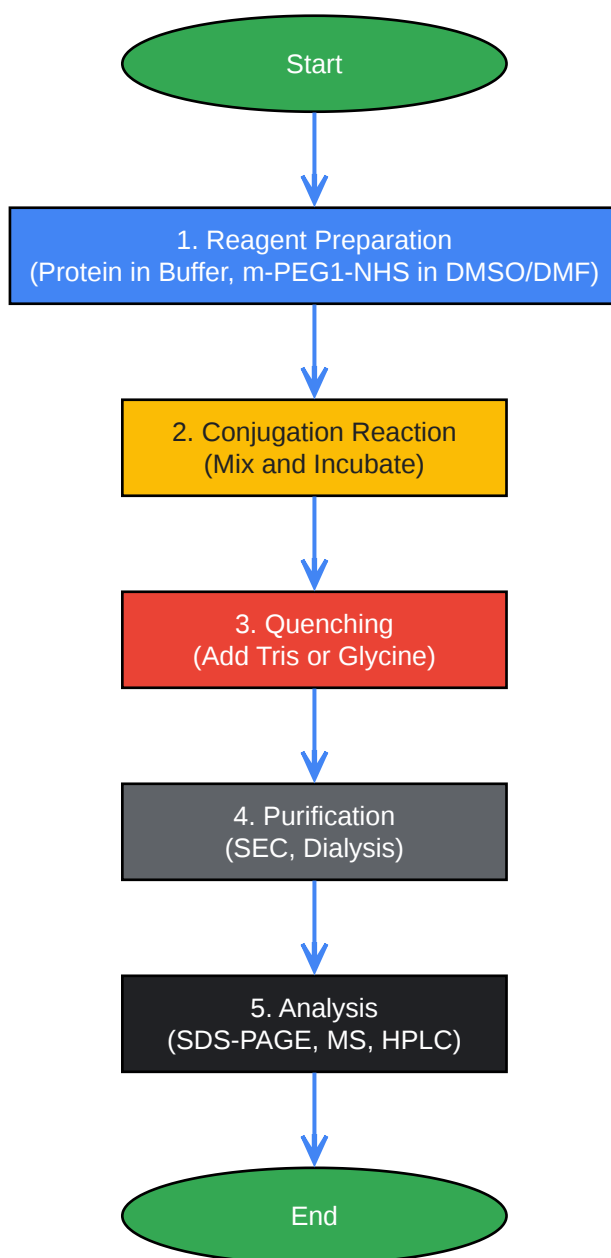 Start
1. Reagent Preparation
(Protein in Buffer, m-PEG1-NHS in DMSO/DMF)
2. Conjugation Reaction
(Mix and Incubate)
3. Quenching
(Add Tris or Glycine)
4. Purification
(SEC, Dialysis)
5. Analysis
(SDS-PAGE, MS, HPLC)
End